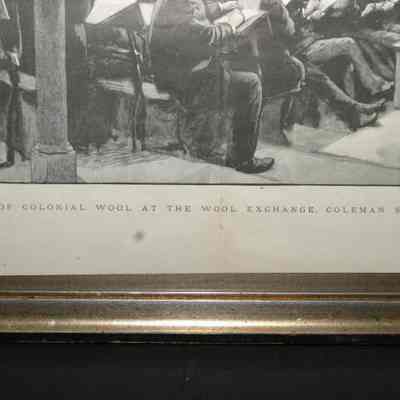 OF COLONIAL WOOL AT THE WOOL EXCHANGE, COLEMAN S